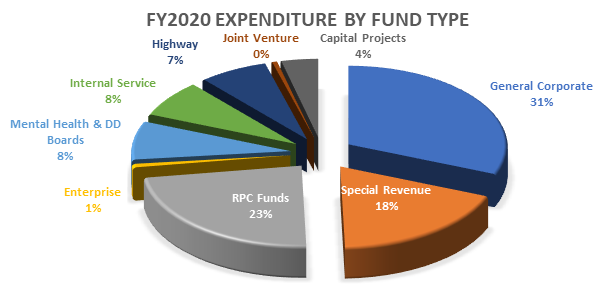 FY2020 EXPENDITURE BY FUND TYPE
Joint Venture
0%
Capital Projects
4%
Highway
7%
Internal Service
8%
General Corporate
31%
Mental Health & DD
Boards
8%
Enterprise
1%
RPC Funds
23%
Special Revenue
18%